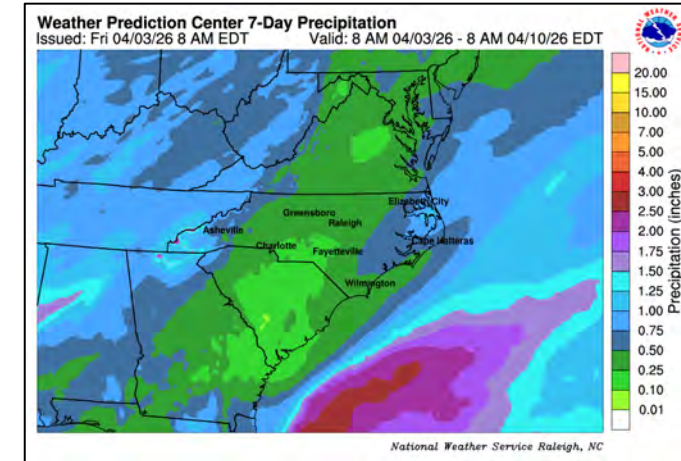 Weather Prediction Center 7-Day Precipitation
Issued: Fri 04/03/26 8 AM EDT Valid: 8 AM 04/03/26 - 8 AM 04/10/26 EDT
20.00
15.00
10.00
7.00
5.00
4.00
3.00
2.50
2.00
1.75
1.50
1.25
1.00
0.75
0.50
0.25
0.10
0.01
Precipitation (inches)
Elizabeth City
Greensboro
Raleigh
Asheville
Cape Hatteras
Charlotte
Fayetteville
Wilmington
National Weather Service Raleigh, NC